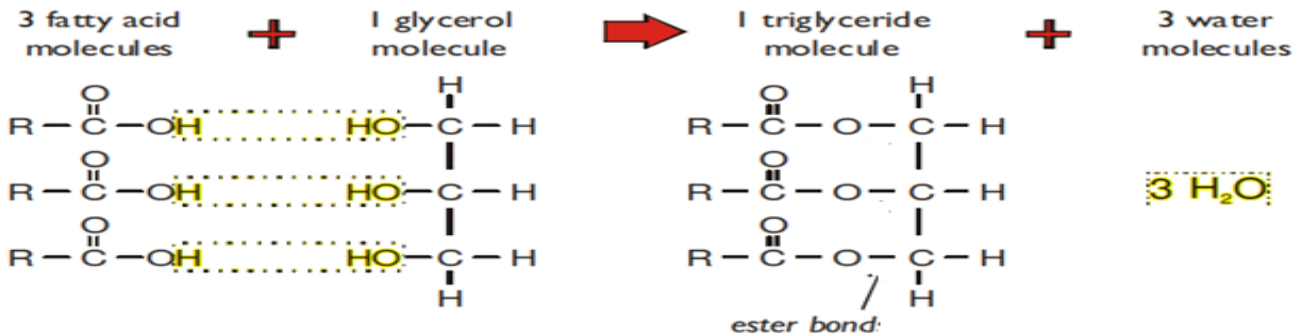 3 fatty acid molecules + 1 glycerol molecule 1 triglyceride molecule + 3 water molecules
H H
O O
R — C — OH HO — C — H R — C — O — C — H
O O
R — C — OH HO — C — H R — C — O — C — H 3 H₂O
O O
R — C — OH HO — C — H R — C — O — C — H
H H
ester bond